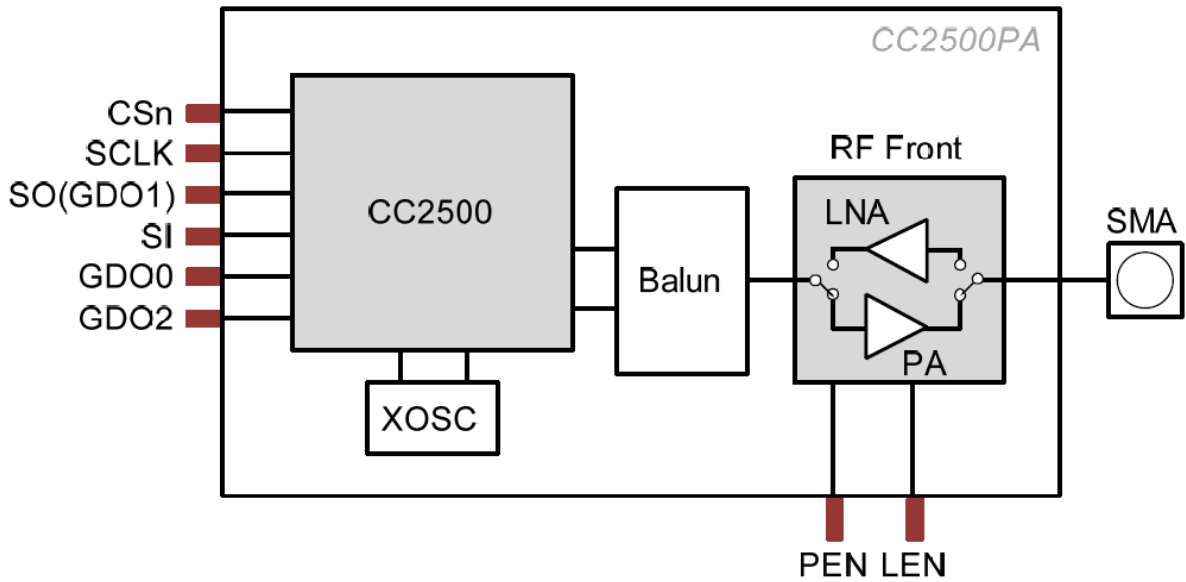 CC2500PA
CSn
SCLK
SO(GDO1)
SI
GDO0
GDO2
CC2500
XOSC
Balun
RF Front
LNA
PA
SMA
PEN LEN